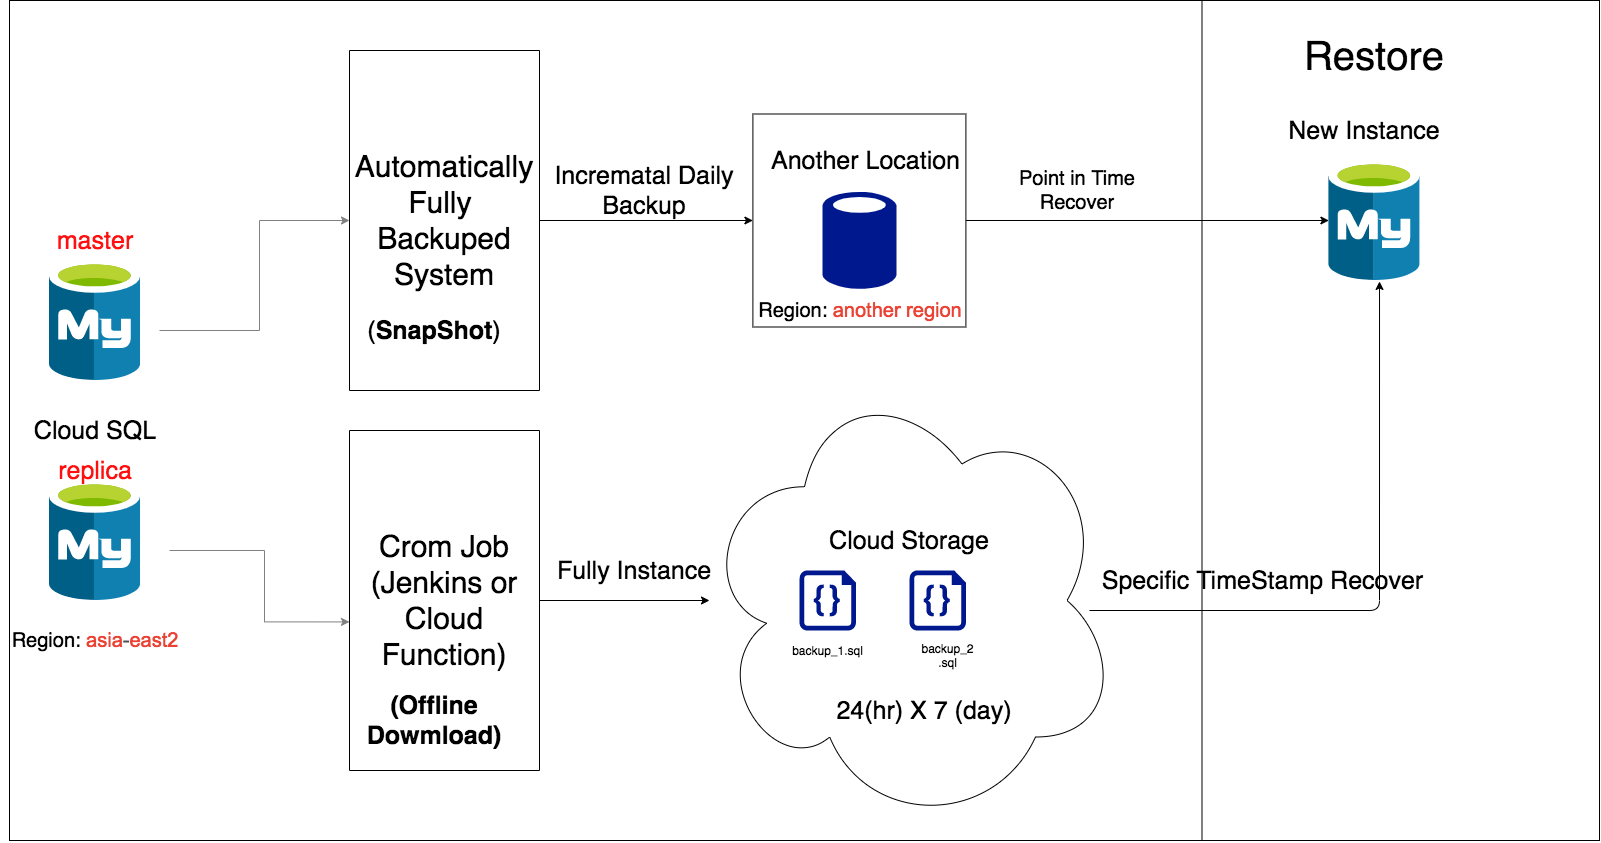 Restore
New Instance
My
Automatically
Fully
Backuped
System
(SnapShot)
Incrematal Daily
Backup
Another Location
Region: another region
Point in Time
Recover
master
My
Cloud SQL
replica
My
Region: asia-east2
Crom Job
(Jenkins or
Cloud
Function)
(Offline
Dowmload)
Fully Instance
Cloud Storage
{}
{}
backup_1.sql
backup_2
.sql
24(hr) X 7 (day)
Specific TimeStamp Recover